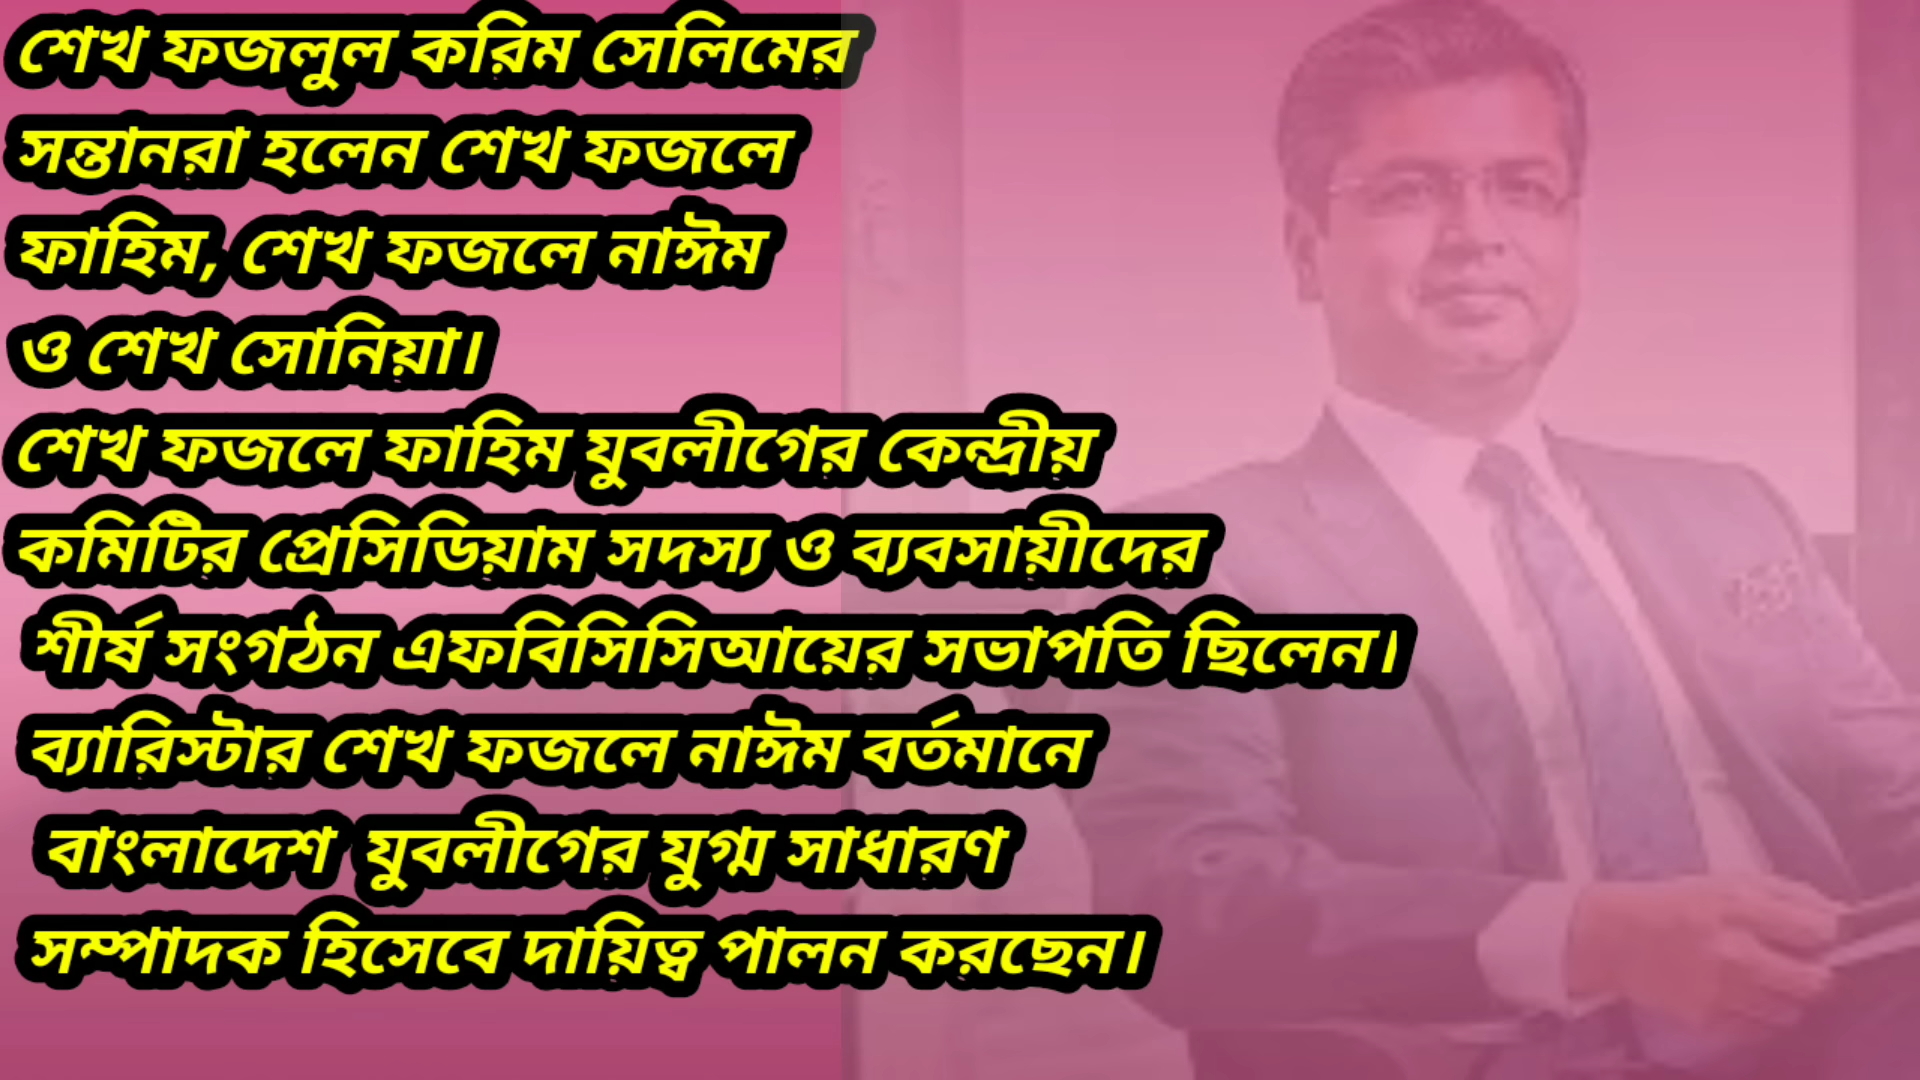 শেখ ফজলুল করিম সেলিমের
সন্তানরা হলেন শেখ ফজলে
ফাহিম, শেখ ফজলে নাঈম
ও শেখ সোনিয়া।
শেখ ফজলে ফাহিম যুবলীগের কেন্দ্রীয়
কমিটির প্রেসিডিয়াম সদস্য ও ব্যবসায়ীদের
শীর্ষ সংগঠন এফবিসিসিআয়ের সভাপতি ছিলেন।
ব্যারিস্টার শেখ ফজলে নাঈম বর্তমানে
বাংলাদেশ যুবলীগের যুগ্ম সাধারণ
সম্পাদক হিসেবে দায়িত্ব পালন করছেন।